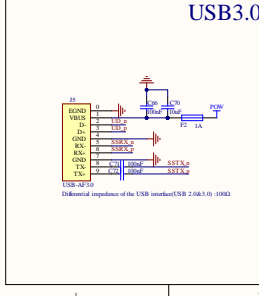 USB3.0
C66
C70
100nF
10uF
POW
F2
1A
J5
EGND
0
VBUS
1
D-
2
UD_n
D+
3
UD_p
GND
4
RX-
5
SSRX_n
RX+
6
SSRX_p
GND
7
TX-
8
C71
100nF
SSTX_n
TX+
9
C72
100nF
SSTX_p
USB-AF3.0
Differential impedance of the USB interface(USB 2.0&3.0) :100Ω